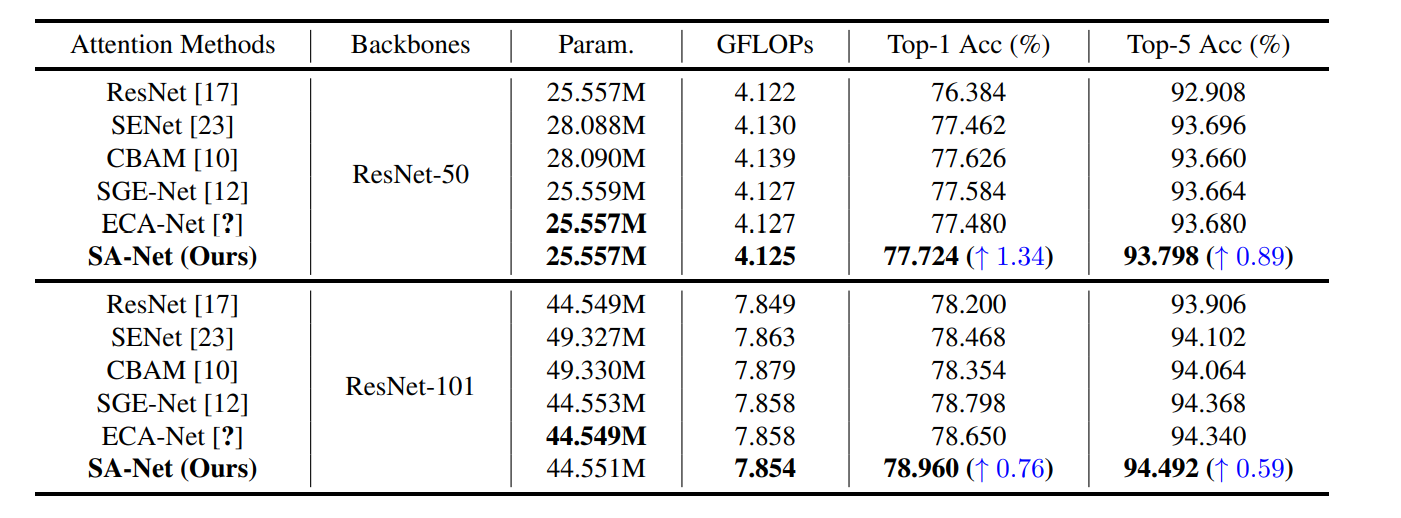 Attention Methods Backbones Param. GFLOPs Top-1 Acc (%) Top-5 Acc (%)
ResNet [17] 25.557M 4.122 76.384 92.908
SENet [23] 28.088M 4.130 77.462 93.696
CBAM [10] 28.090M 4.139 77.626 93.660
ResNet-50
SGE-Net [12] 25.559M 4.127 77.584 93.664
ECA-Net [?] 25.557M 4.127 77.480 93.680
SA-Net (Ours) 25.557M 4.125 77.724 (↑ 1.34) 93.798 (↑ 0.89)
ResNet [17] 44.549M 7.849 78.200 93.906
SENet [23] 49.327M 7.863 78.468 94.102
CBAM [10] 49.330M 7.879 78.354 94.064
ResNet-101
SGE-Net [12] 44.553M 7.858 78.798 94.368
ECA-Net [?] 44.549M 7.858 78.650 94.340
SA-Net (Ours) 44.551M 7.854 78.960 (↑ 0.76) 94.492 (↑ 0.59)